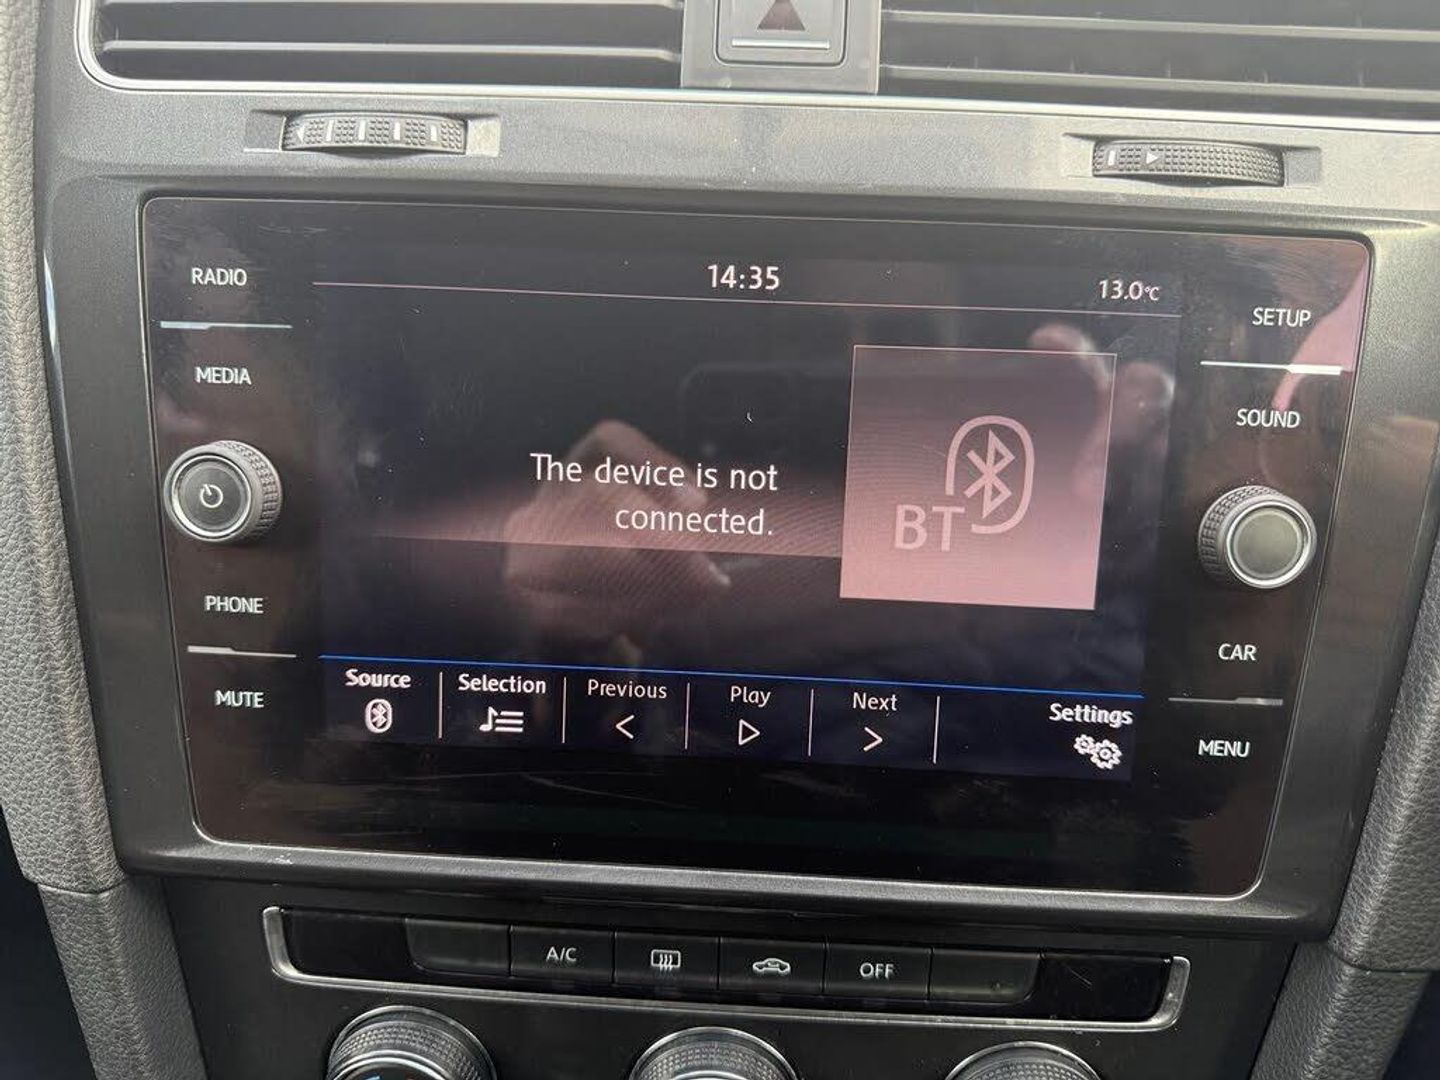 RADIO
14:35
13.0°C
SETUP
MEDIA
SOUND
The device is not
connected.
BT
PHONE
CAR
MUTE
Source
Selection
Previous
Play
Next
Settings
MENU
A/C
OFF